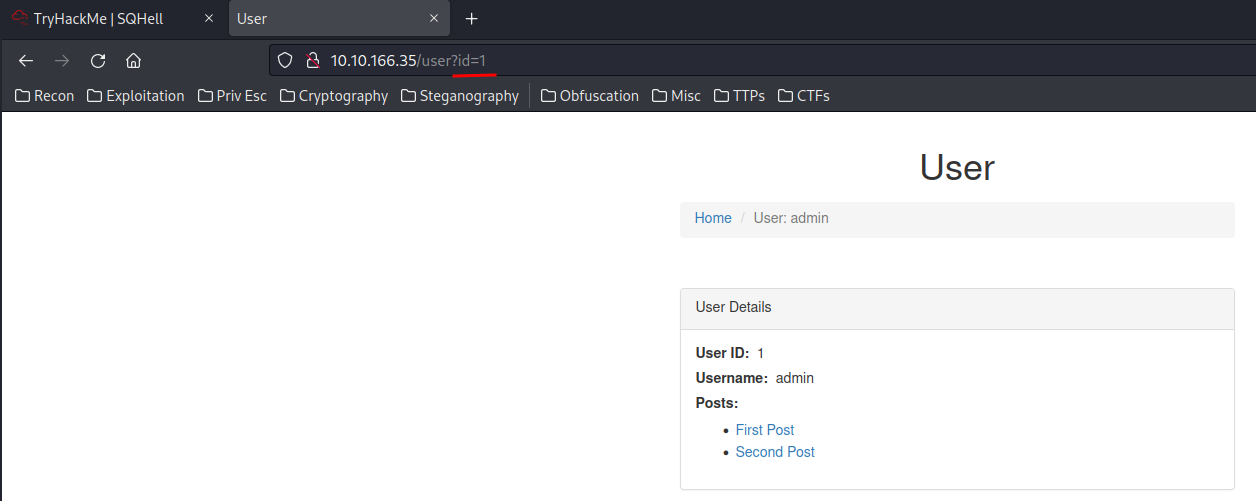 TryHackMe | SQHell
User
10.10.166.35/user?id=1
Recon Exploitation Priv Esc Cryptography Steganography Obfuscation Misc TTPs CTFs
User
Home / User: admin
User Details
User ID: 1
Username: admin
Posts:
First Post
Second Post